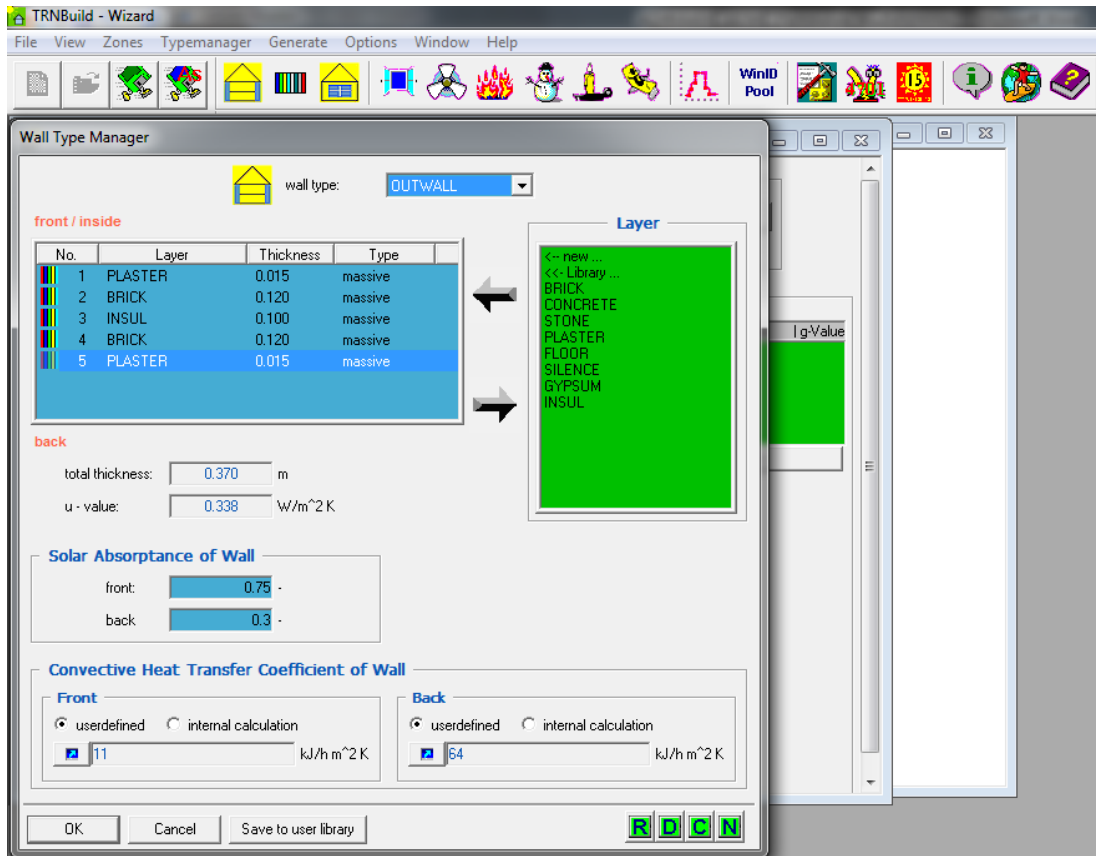 TRNBuild - Wizard
File View Zones Typemanager Generate Options Window Help
WinID
Pool
15
Wall Type Manager
wall type: OUTWALL
front / inside
No. Layer Thickness Type
1 PLASTER 0.015 massive
2 BRICK 0.120 massive
3 INSUL 0.100 massive
4 BRICK 0.120 massive
5 PLASTER 0.015 massive
back
Layer
<-- new ...
<<- Library ...
BRICK
CONCRETE
STONE
PLASTER
FLOOR
SILENCE
GYPSUM
INSUL
g-Value
total thickness: 0.370 m
u - value: 0.338 W/m^2 K
Solar Absorptance of Wall
front: 0.75 -
back 0.3 -
Convective Heat Transfer Coefficient of Wall
Front
userdefined internal calculation
11 kJ/h m^2 K
Back
userdefined internal calculation
64 kJ/h m^2 K
OK Cancel Save to user library R D C N